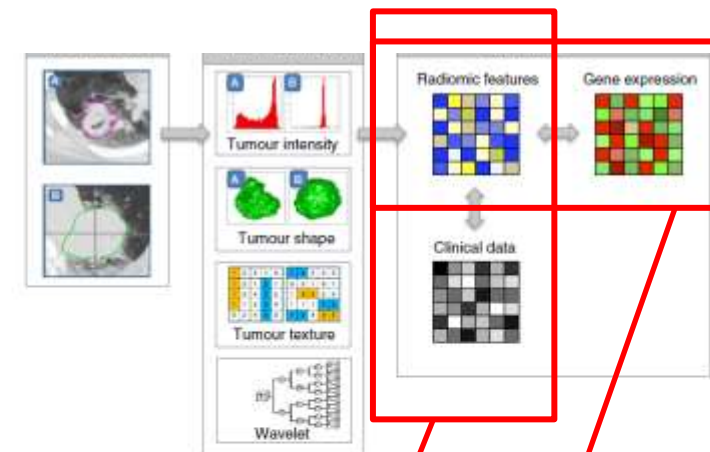 A
B
A
B
Tumour intensity
A
B
Tumour shape
Tumour texture
Wavelet
Radiomic features
Gene expression
Clinical data